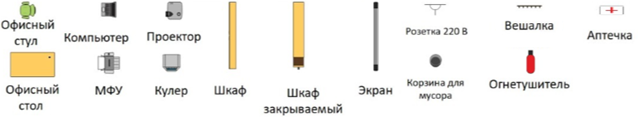 Офисный
стул
Компьютер
Проектор
Розетка 220 В
Вешалка
Аптечка
Офисный
стол
МФУ
Кулер
Шкаф
Шкаф
закрываемый
Экран
Корзина для
мусора
Огнетушитель